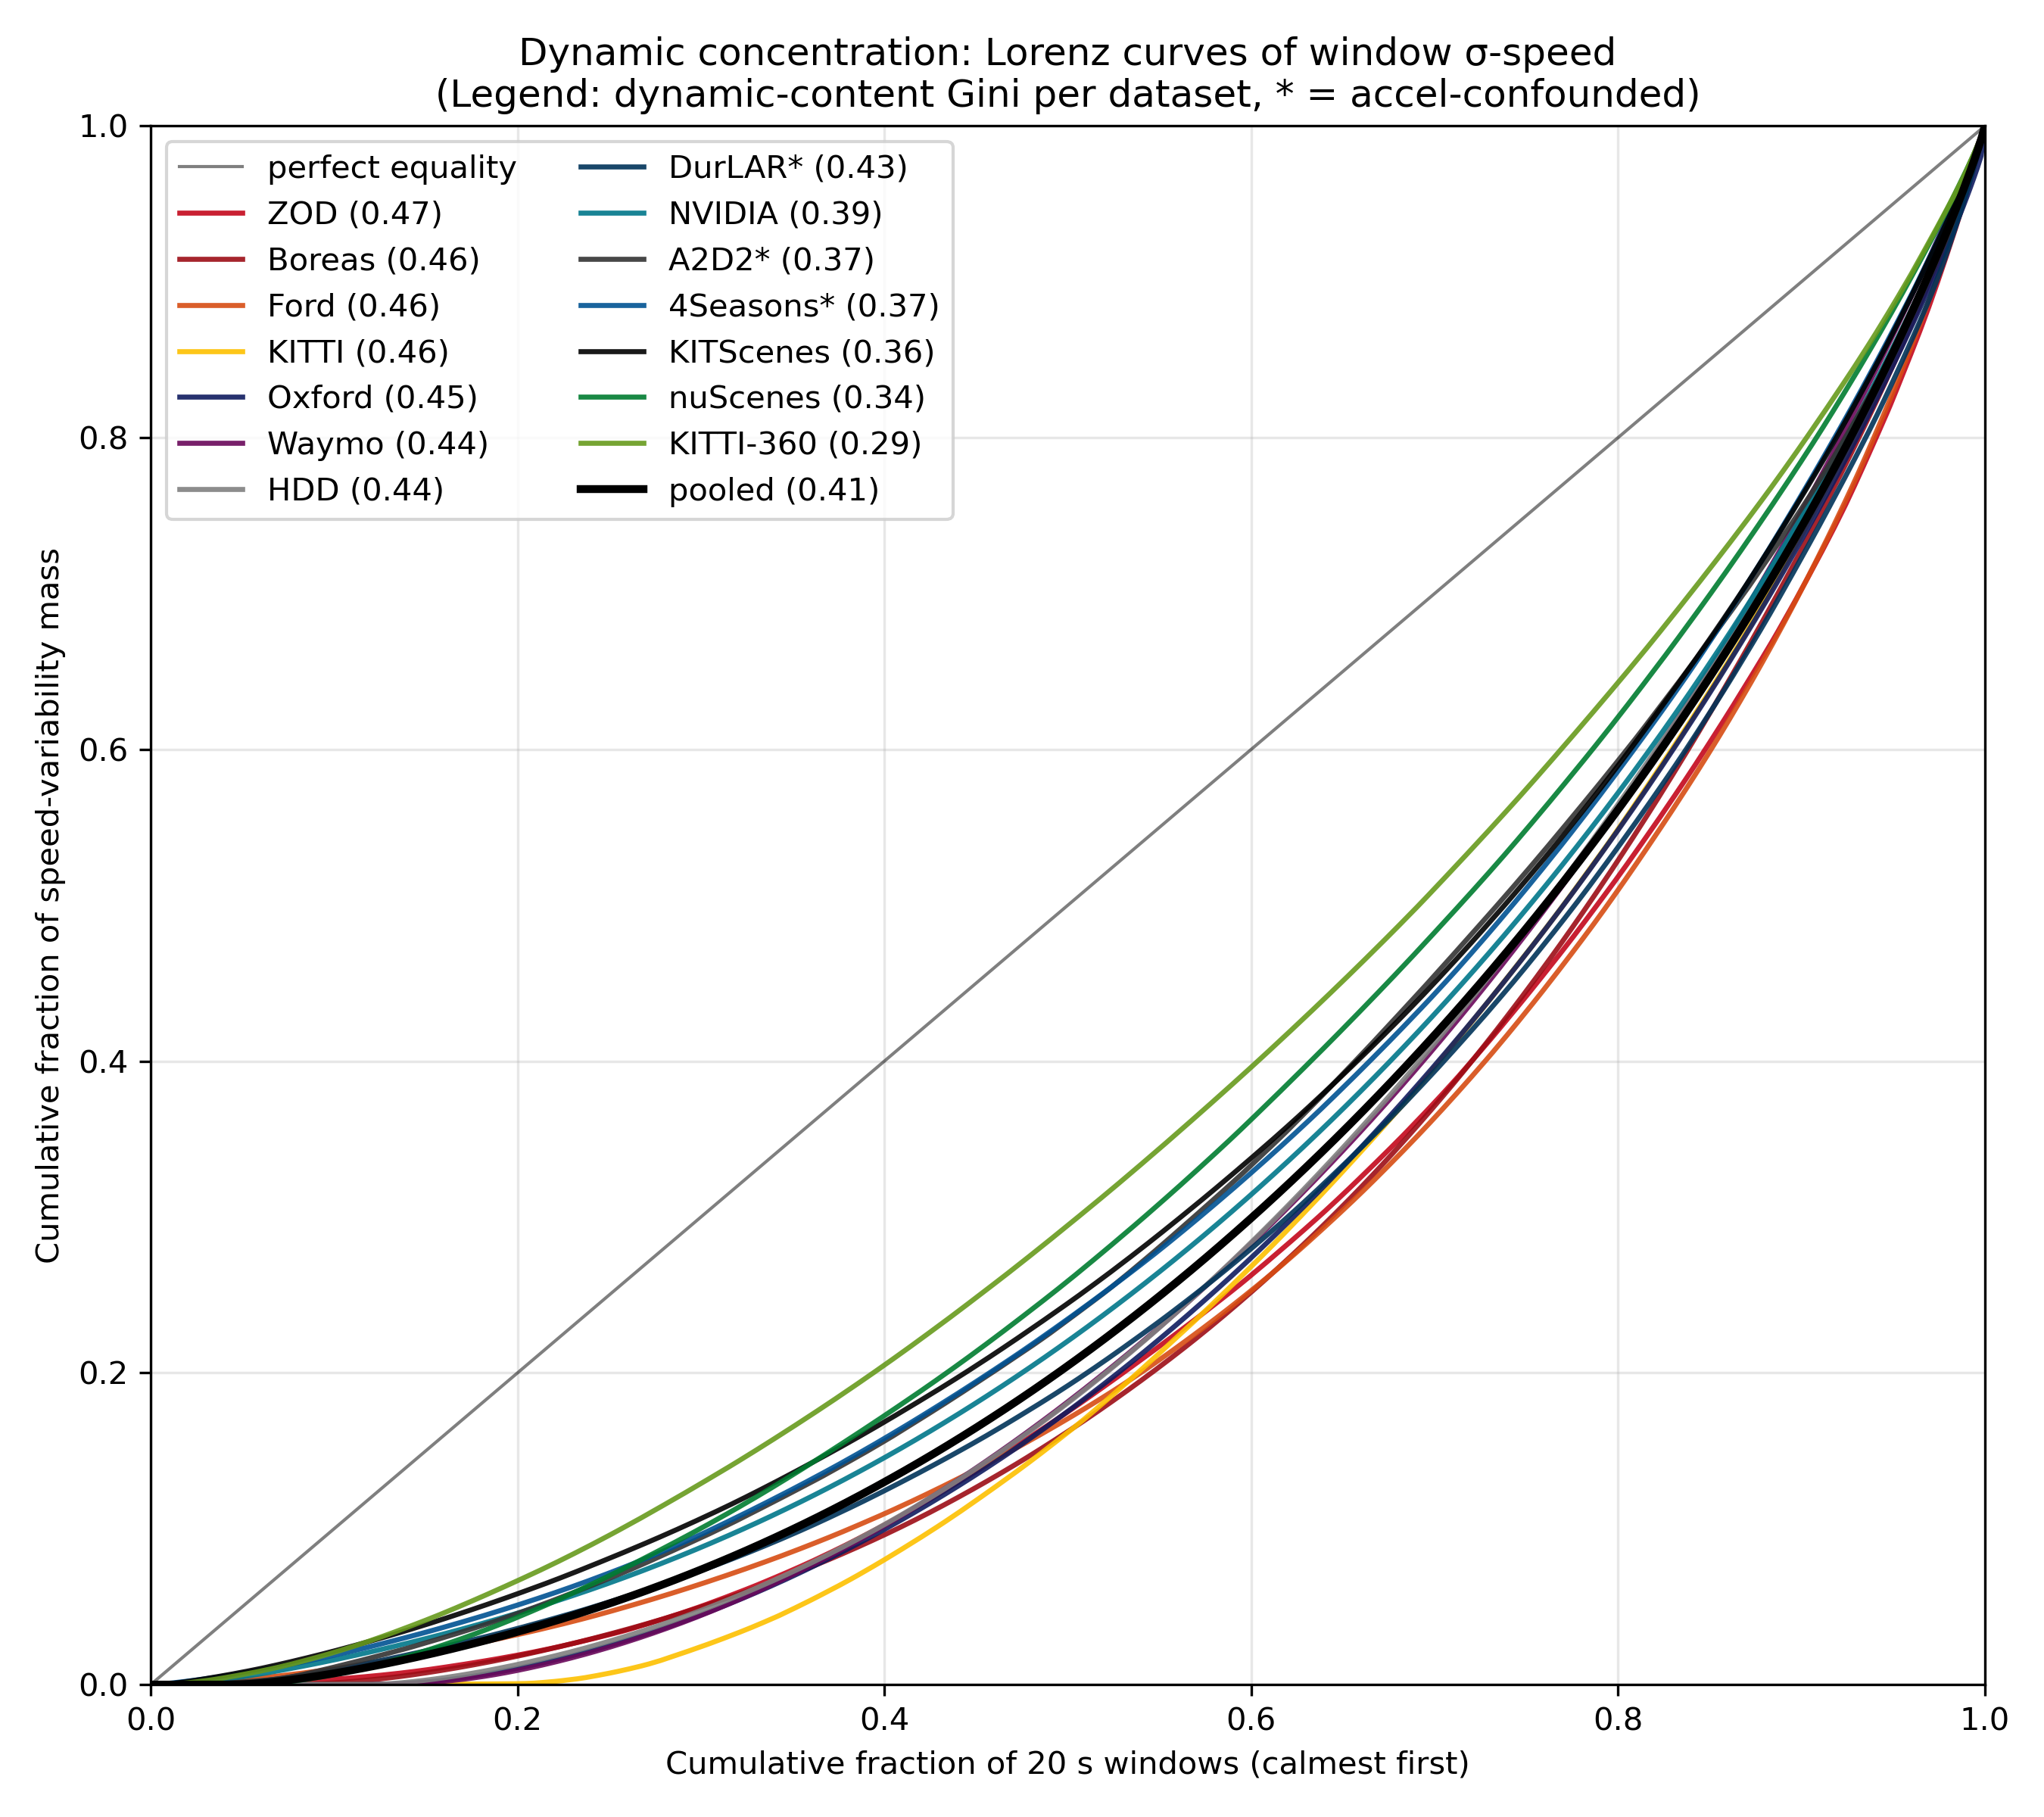 Dynamic concentration: Lorenz curves of window σ-speed
(Legend: dynamic-content Gini per dataset, * = accel-confounded)
perfect equality
ZOD (0.47)
Boreas (0.46)
Ford (0.46)
KITTI (0.46)
Oxford (0.45)
Waymo (0.44)
HDD (0.44)
DurLAR* (0.43)
NVIDIA (0.39)
A2D2* (0.37)
4Seasons* (0.37)
KITScenes (0.36)
nuScenes (0.34)
KITTI-360 (0.29)
pooled (0.41)
Cumulative fraction of speed-variability mass
1.0
0.8
0.6
0.4
0.2
0.0
0.0 0.2 0.4 0.6 0.8 1.0
Cumulative fraction of 20 s windows (calmest first)